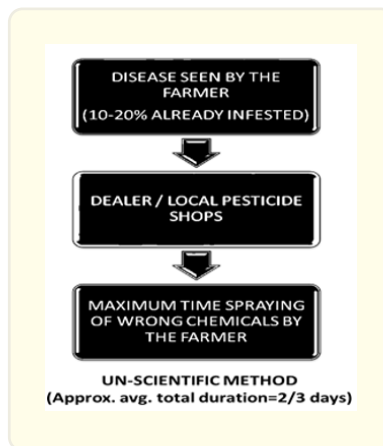 DISEASE SEEN BY THE
FARMER
(10-20% ALREADY INFESTED)
DEALER / LOCAL PESTICIDE
SHOPS
MAXIMUM TIME SPRAYING
OF WRONG CHEMICALS BY
THE FARMER
UN-SCIENTIFIC METHOD
(Approx. avg. total duration=2/3 days)